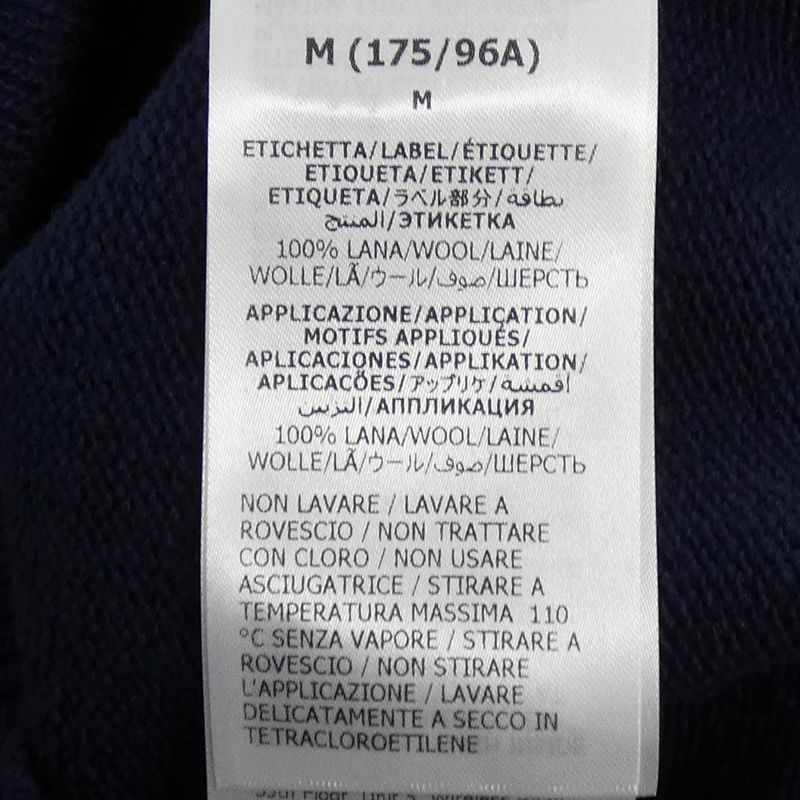 M (175/96A)
M
ETICHETTA/LABEL/ÉTIQUETTE/
ETIQUETA/ETIKETT/
ETIQUETA/ラベル部分/بطاقة
المنتج/ЭТИКЕТКА
100% LANA/WOOL/LAINE/
WOLLE/LÃ/ウール/صوف/ШЕРСТЬ
APPLICAZIONE/APPLICATION/
MOTIFS APPLIQUÉS/
APLICACIONES/APPLIKATION/
APLICACÕES/アップリケ/اقمشة
التزيين/АППЛИКАЦИЯ
100% LANA/WOOL/LAINE/
WOLLE/LÃ/ウール/صوف/ШЕРСТЬ
NON LAVARE / LAVARE A
ROVESCIO / NON TRATTARE
CON CLORO / NON USARE
ASCIUGATRICE / STIRARE A
TEMPERATURA MASSIMA 110
°C SENZA VAPORE / STIRARE A
ROVESCIO / NON STIRARE
L'APPLICAZIONE / LAVARE
DELICATAMENTE A SECCO IN
TETRACLOROETILENE